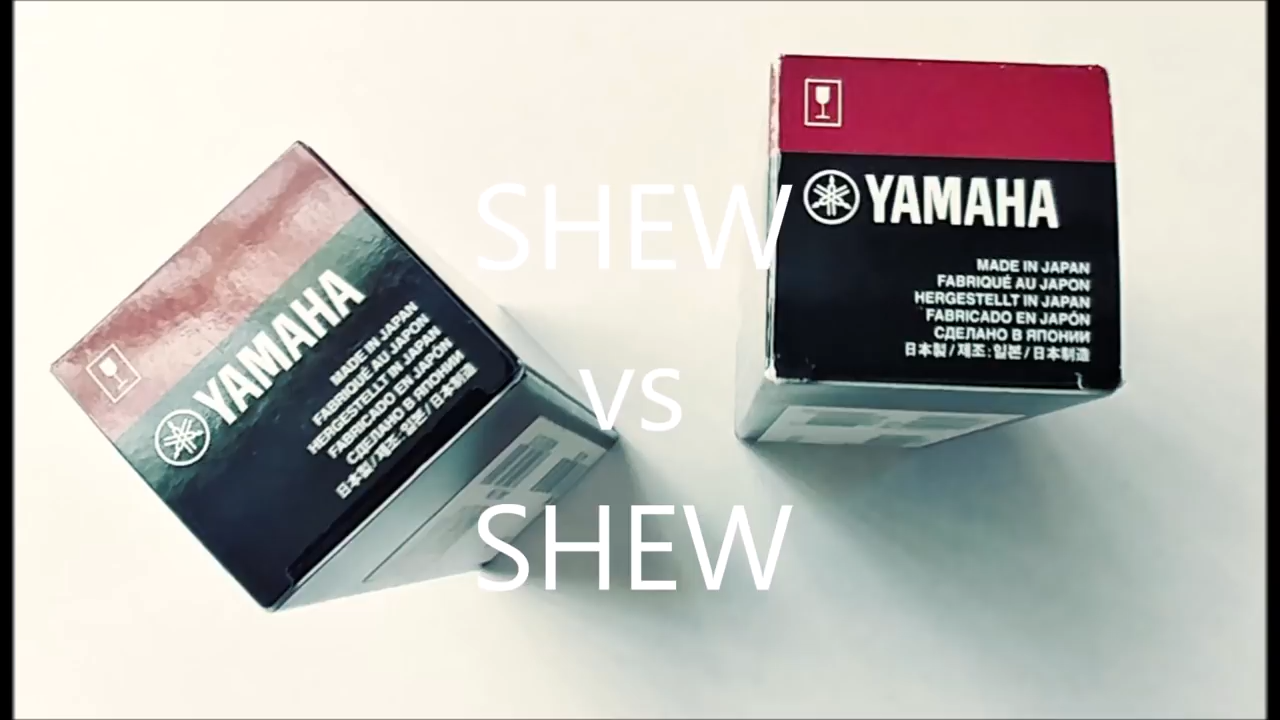 SHEW
vs
SHEW
YAMAHA
MADE IN JAPAN
FABRIQUÉ AU JAPON
HERGESTELLT IN JAPAN
FABRICADO EN JAPÓN
СДЕЛАНО В ЯПОНИИ
日本製 / 제조 : 일본 / 日本制造
YAMAHA
MADE IN JAPAN
FABRIQUÉ AU JAPON
HERGESTELLT IN JAPAN
FABRICADO EN JAPÓN
СДЕЛАНО В ЯПОНИИ
日本製 / 제조 : 일본 / 日本制造